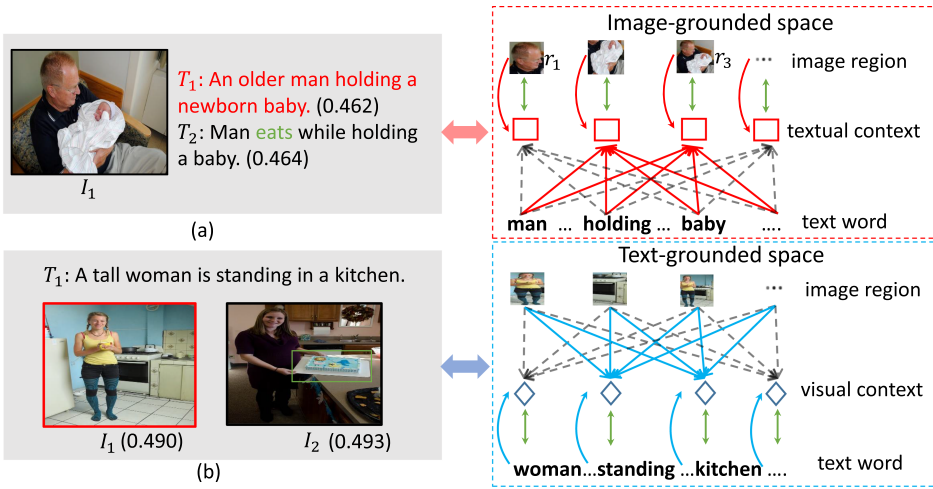 T₁: An older man holding a
newborn baby. (0.462)
T₂: Man eats while holding
a baby. (0.464)
I₁
(a)
Image-grounded space
r₁
r₃
... image region
textual context
man ... holding ... baby .... text word
T₁: A tall woman is standing in a kitchen.
I₁ (0.490)
I₂ (0.493)
(b)
Text-grounded space
... image region
visual context
woman...standing ...kitchen .... text word